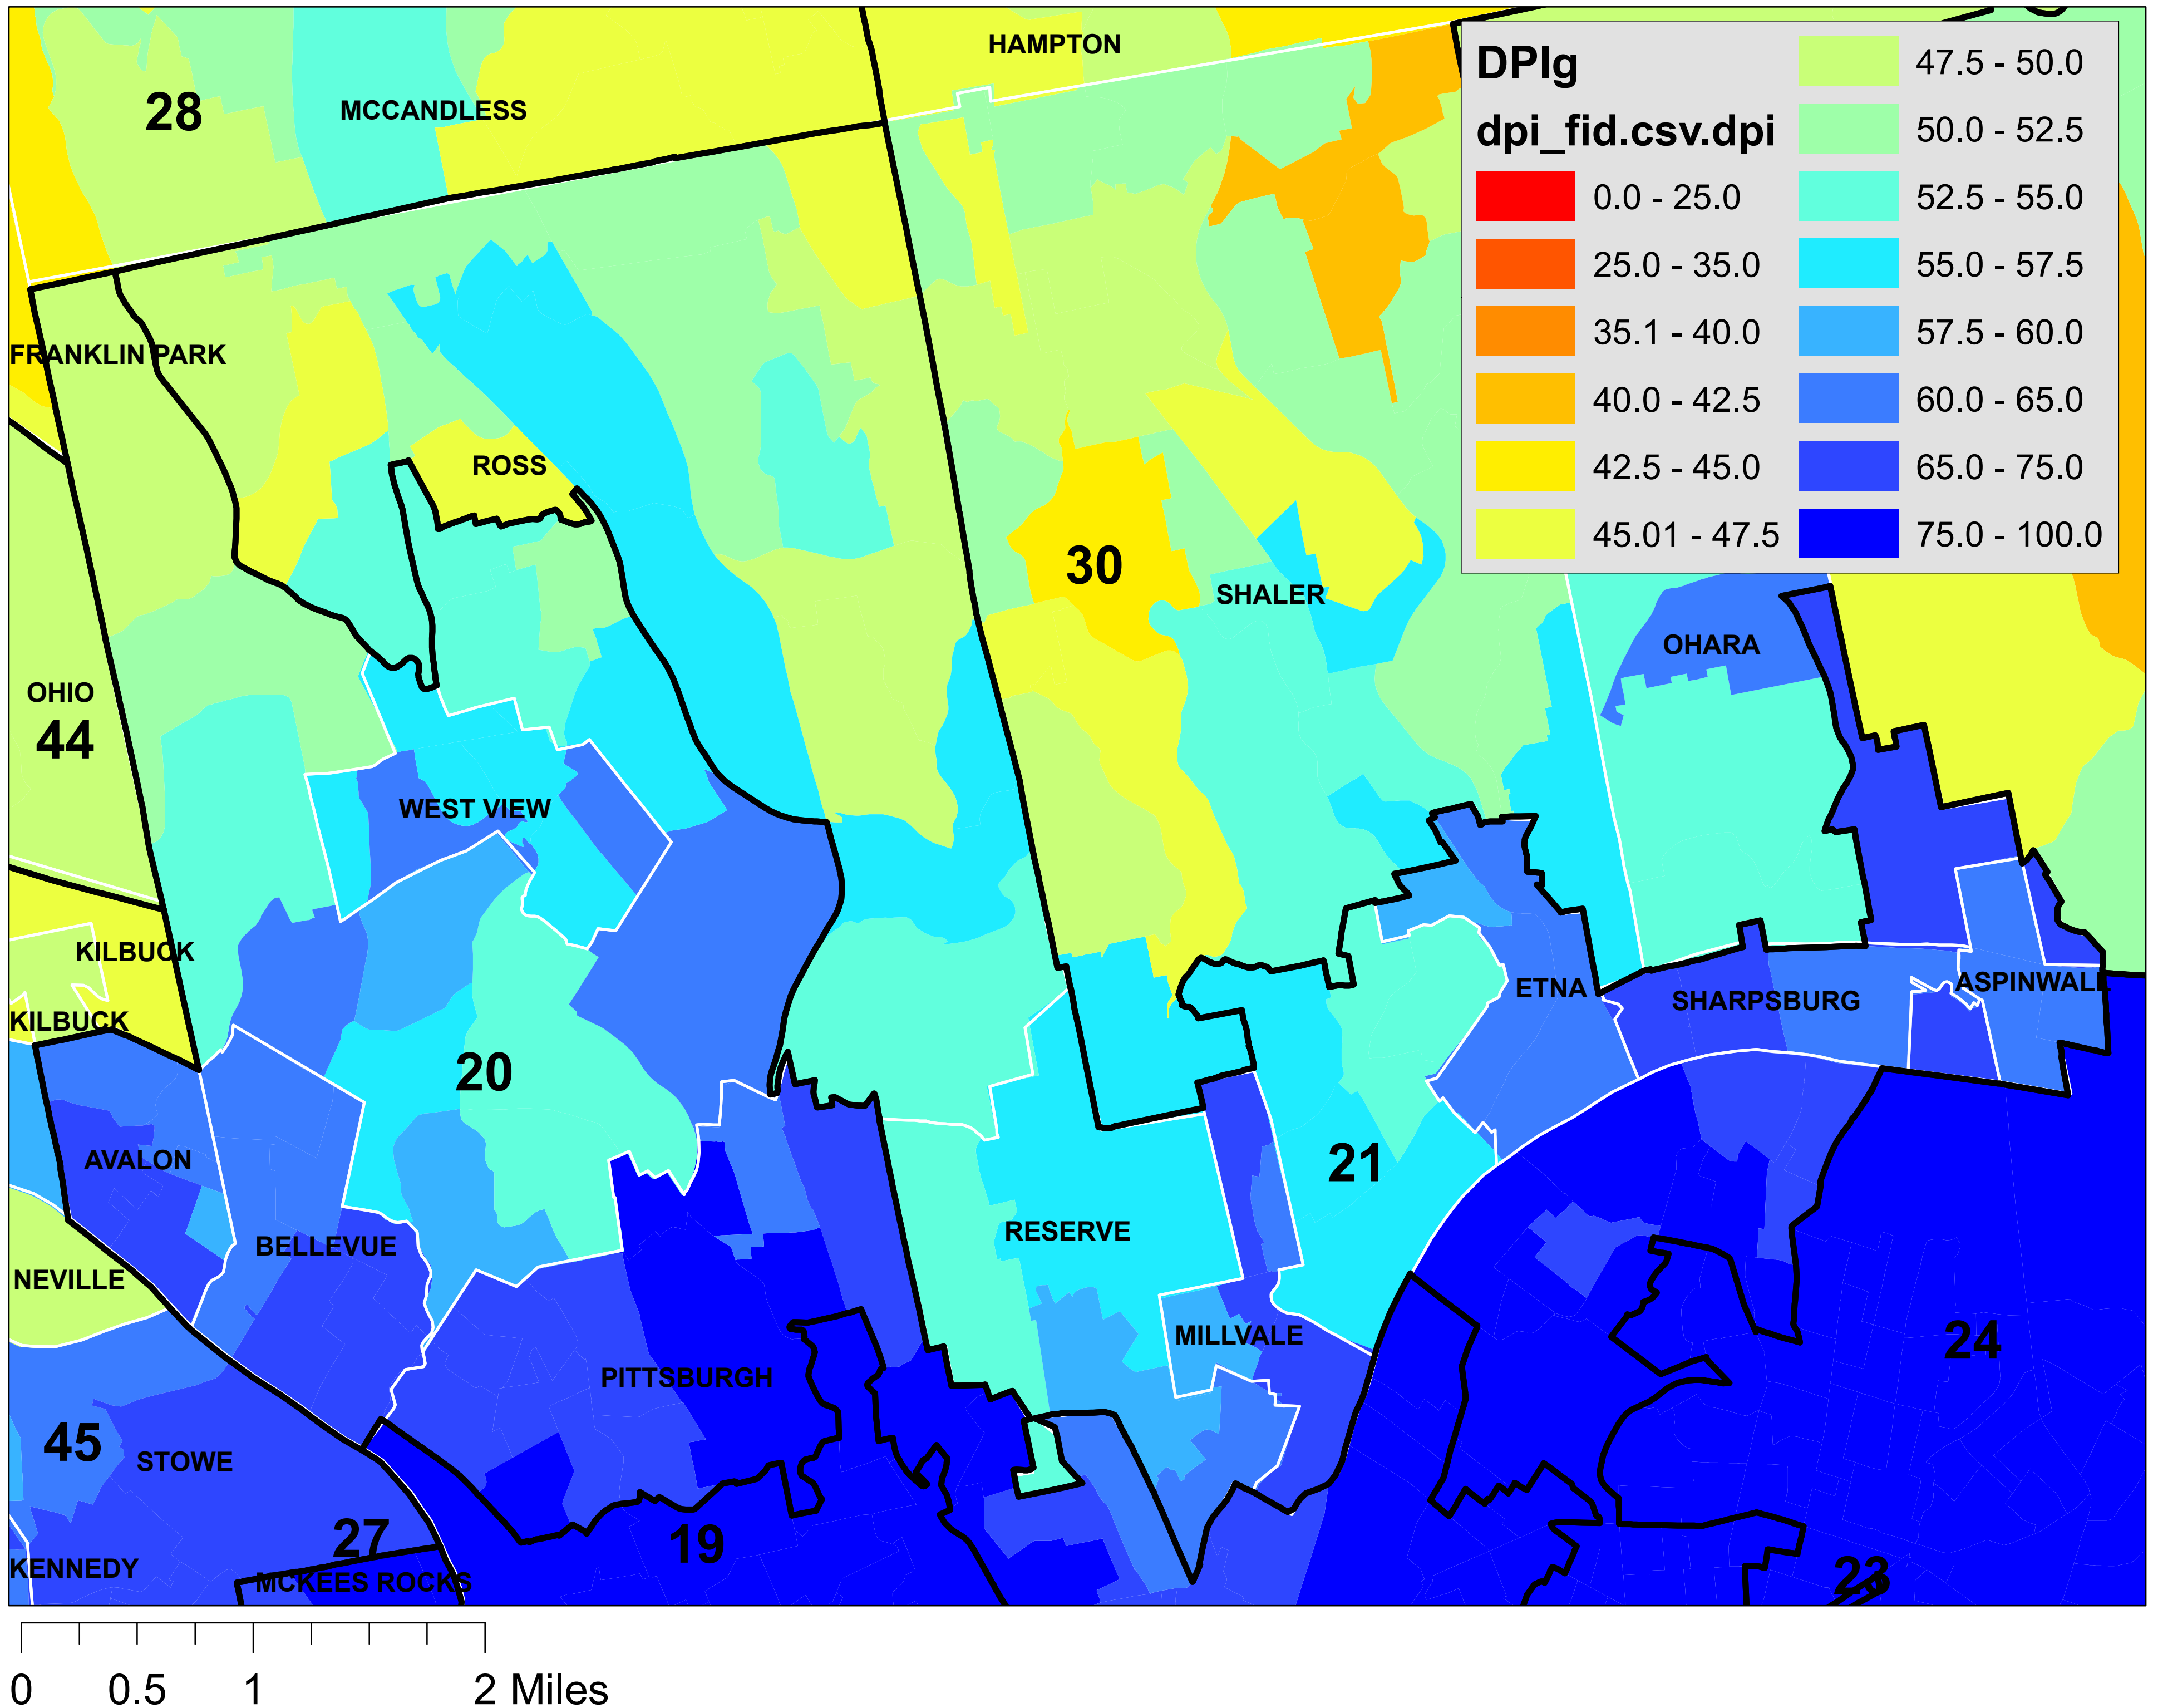 HAMPTON
28
MCCANDLESS
DPIg
dpi_fid.csv.dpi
0.0 - 25.0
25.0 - 35.0
35.1 - 40.0
40.0 - 42.5
42.5 - 45.0
45.01 - 47.5
47.5 - 50.0
50.0 - 52.5
52.5 - 55.0
55.0 - 57.5
57.5 - 60.0
60.0 - 65.0
65.0 - 75.0
75.0 - 100.0
FRANKLIN PARK
ROSS
30
SHALER
OHARA
OHIO
44
WEST VIEW
KILBUCK
KILBUCK
ETNA
SHARPSBURG
ASPINWALL
20
AVALON
21
BELLEVUE
RESERVE
NEVILLE
MILLVALE
24
PITTSBURGH
45
STOWE
27
19
KENNEDY
MCKEES ROCKS
23
0 0.5 1 2 Miles